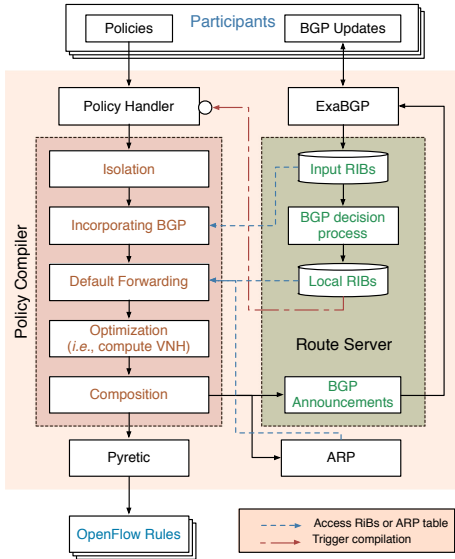 Participants
Policies
BGP Updates
Policy Handler
ExaBGP
Policy Compiler
Isolation
Input RIBs
Incorporating BGP
BGP decision
process
Default Forwarding
Local RIBs
Optimization
(i.e., compute VNH)
Route Server
Composition
BGP
Announcements
Pyretic
ARP
OpenFlow Rules
Access RiBs or ARP table
Trigger compilation